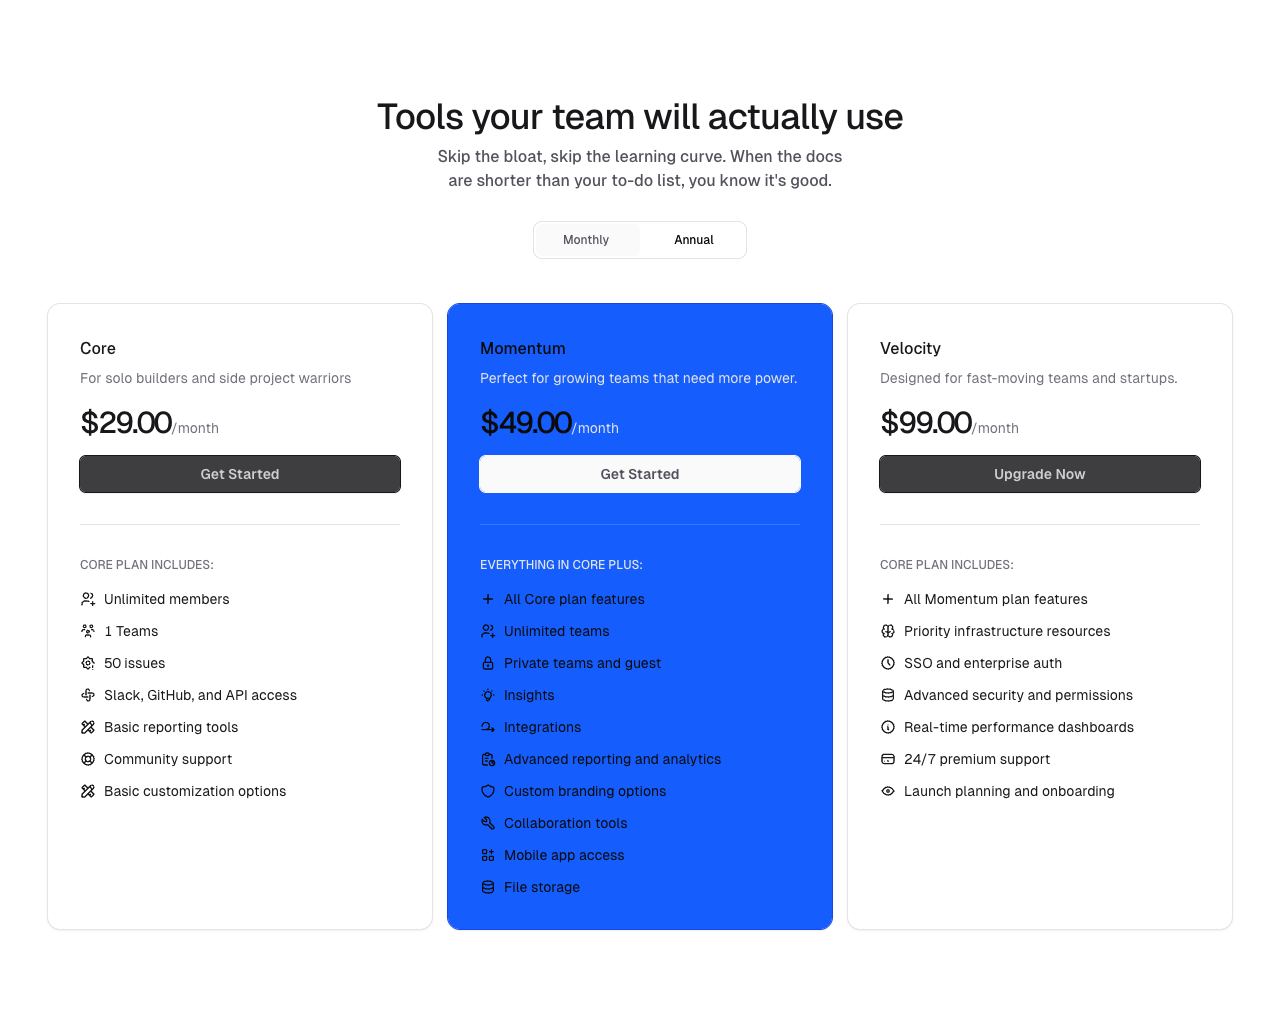 Tools your team will actually use
Skip the bloat, skip the learning curve. When the docs
are shorter than your to-do list, you know it's good.
Monthly
Annual
Core
For solo builders and side project warriors
$29.00/month
Get Started
CORE PLAN INCLUDES:
Unlimited members
1 Teams
50 issues
Slack, GitHub, and API access
Basic reporting tools
Community support
Basic customization options
Momentum
Perfect for growing teams that need more power.
$49.00/month
Get Started
EVERYTHING IN CORE PLUS:
All Core plan features
Unlimited teams
Private teams and guest
Insights
Integrations
Advanced reporting and analytics
Custom branding options
Collaboration tools
Mobile app access
File storage
Velocity
Designed for fast-moving teams and startups.
$99.00/month
Upgrade Now
CORE PLAN INCLUDES:
All Momentum plan features
Priority infrastructure resources
SSO and enterprise auth
Advanced security and permissions
Real-time performance dashboards
24/7 premium support
Launch planning and onboarding